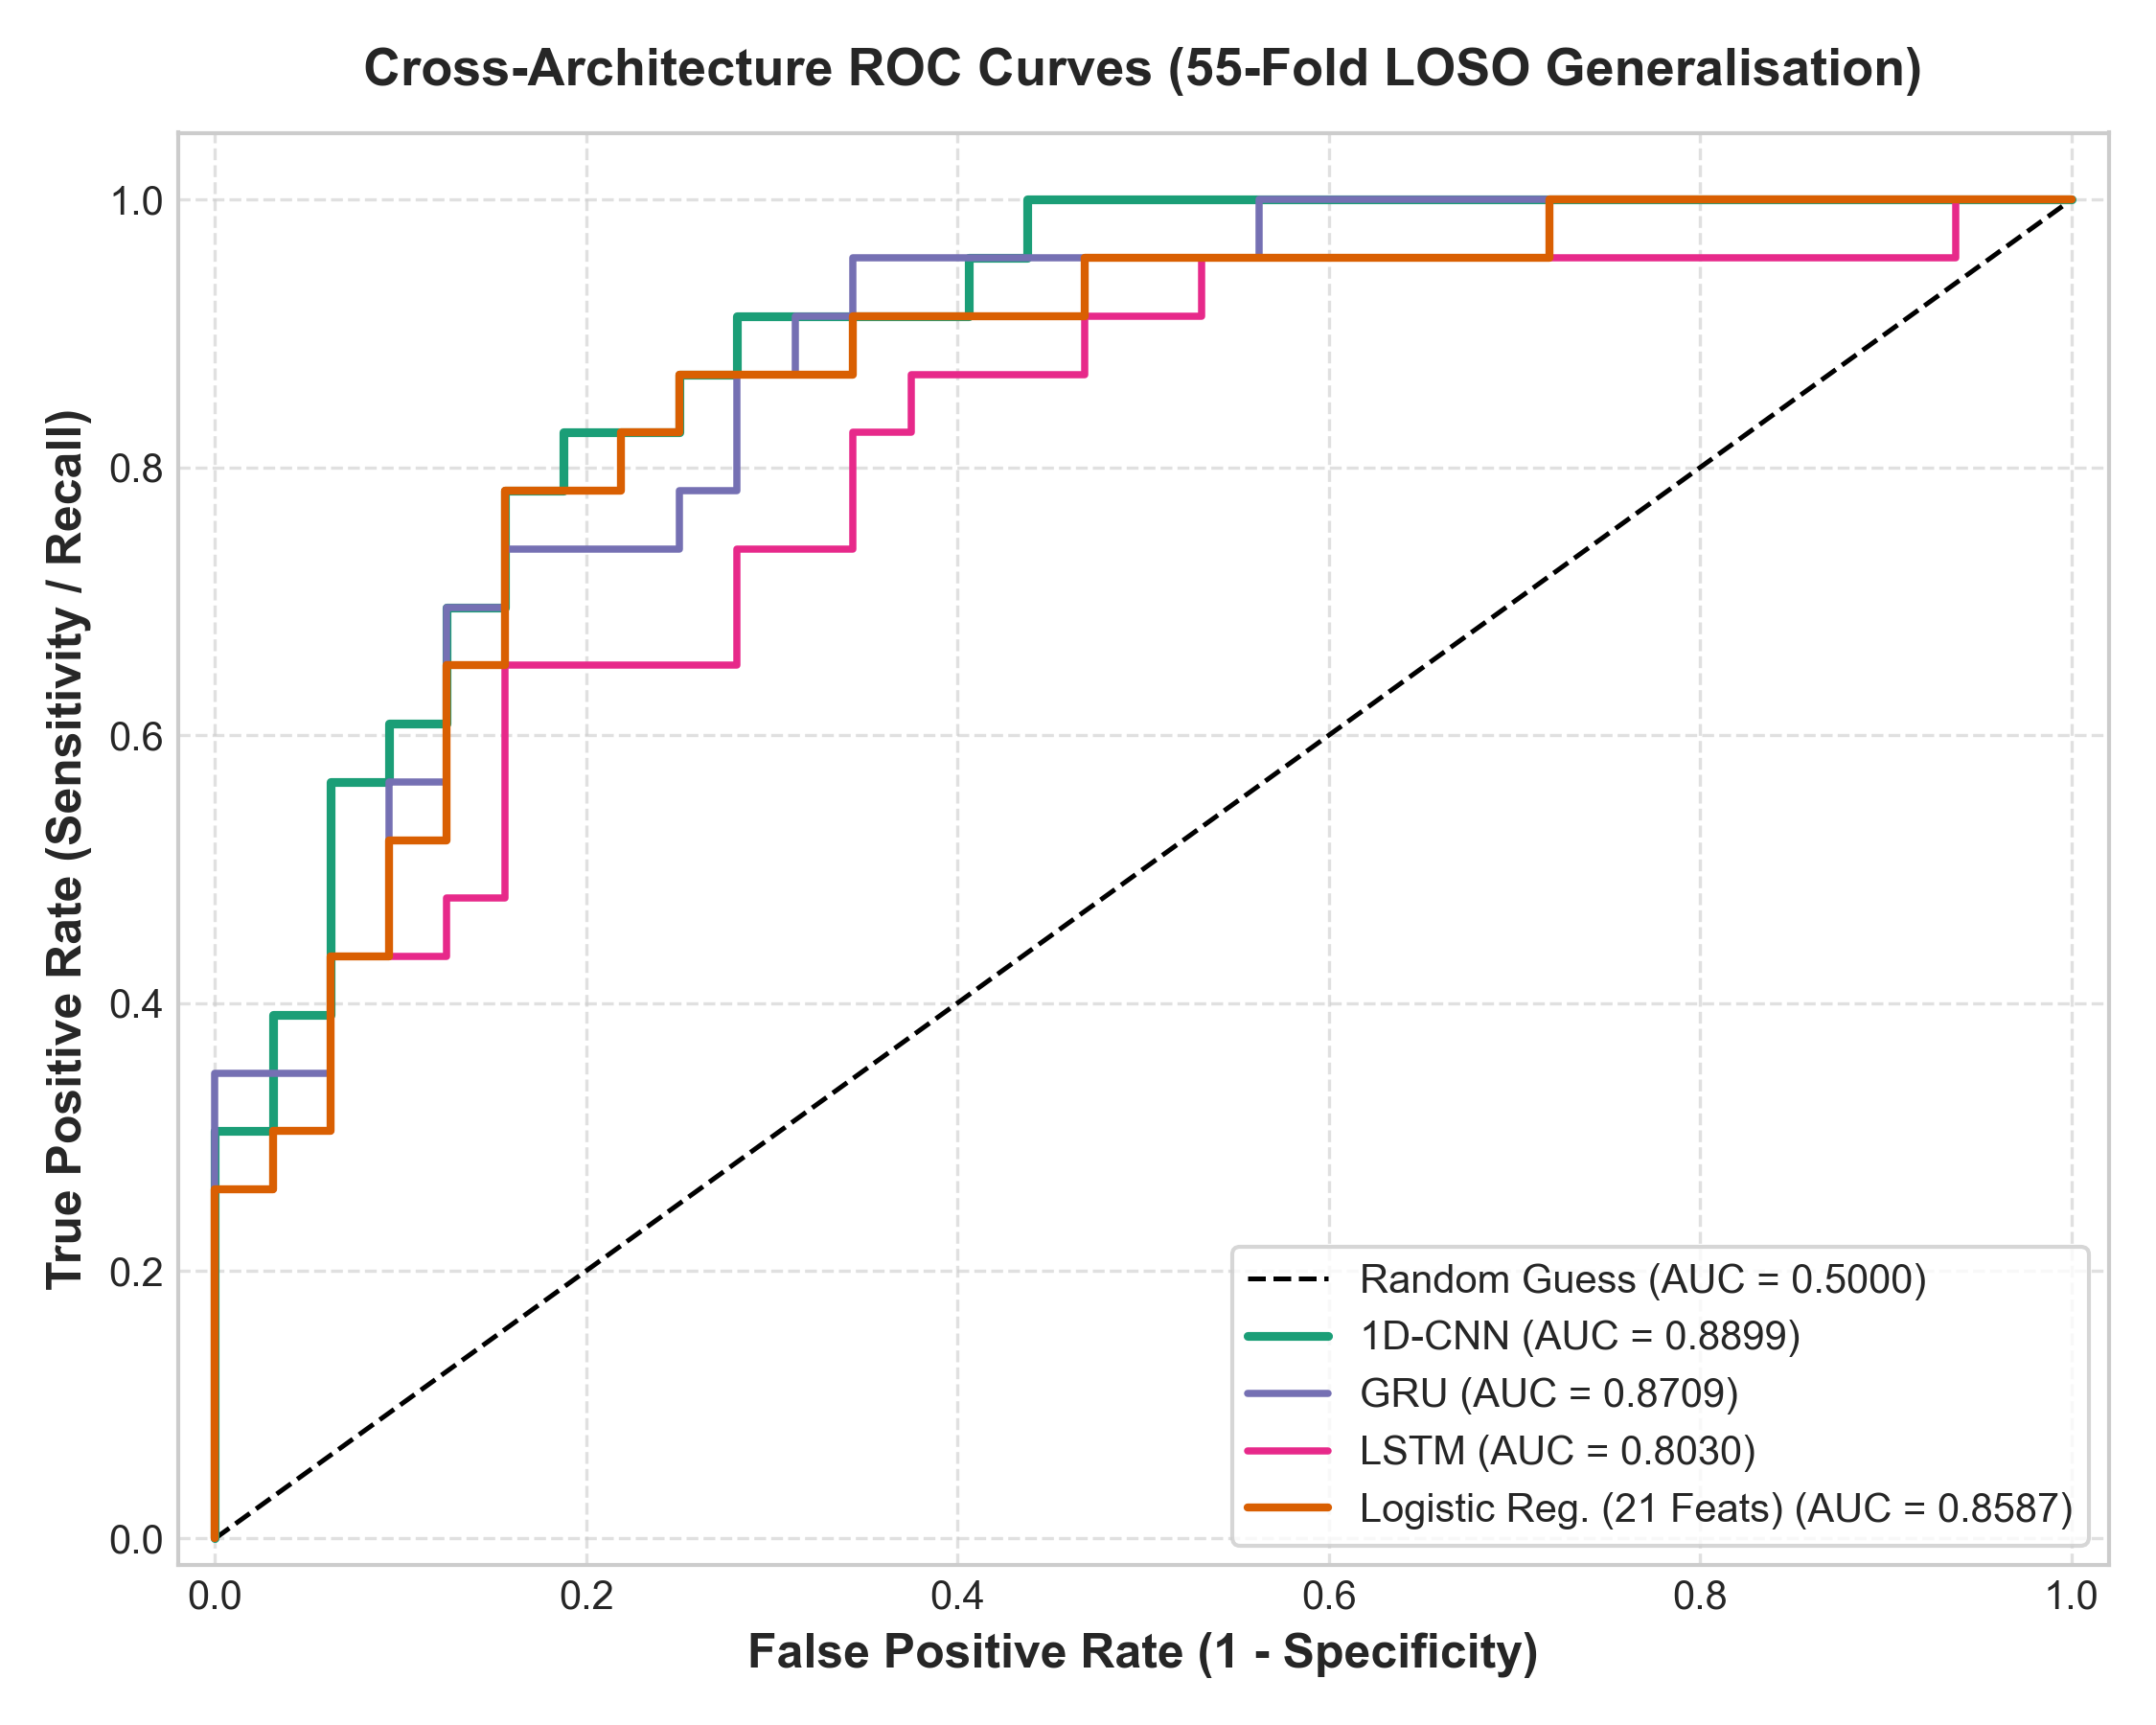 Cross-Architecture ROC Curves (55-Fold LOSO Generalisation)
True Positive Rate (Sensitivity / Recall)
1.0
0.8
0.6
0.4
0.2
0.0
Random Guess (AUC = 0.5000)
1D-CNN (AUC = 0.8899)
GRU (AUC = 0.8709)
LSTM (AUC = 0.8030)
Logistic Reg. (21 Feats) (AUC = 0.8587)
0.0 0.2 0.4 0.6 0.8 1.0
False Positive Rate (1 - Specificity)